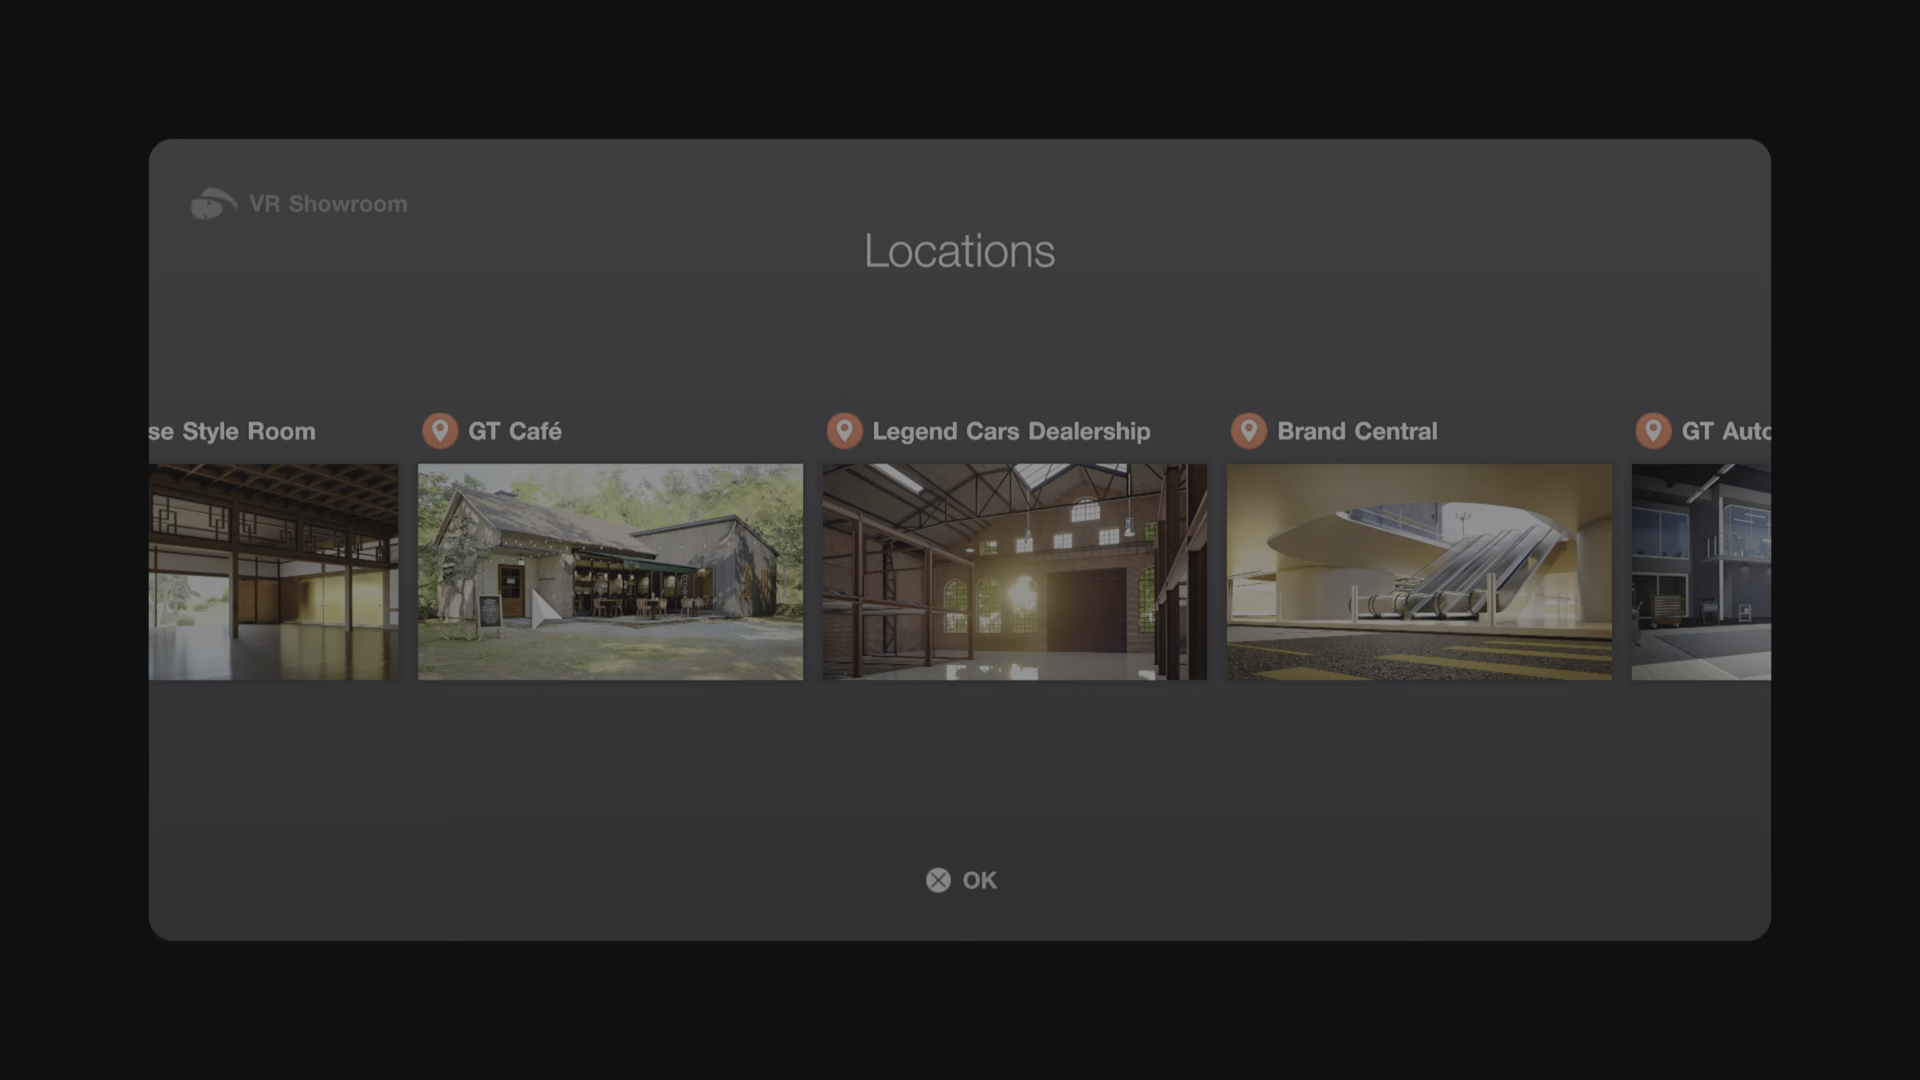 VR Showroom
Locations
se Style Room
GT Café
Legend Cars Dealership
Brand Central
GT Auto
OK